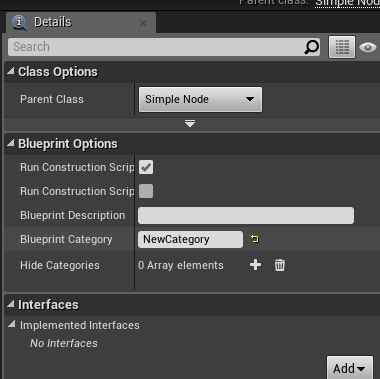 Parent class: Simple Node
Details
Search
Class Options
Parent Class Simple Node
Blueprint Options
Run Construction Scrip
Run Construction Scrip
Blueprint Description
Blueprint Category NewCategory
Hide Categories 0 Array elements
Interfaces
Implemented Interfaces
No Interfaces
Add